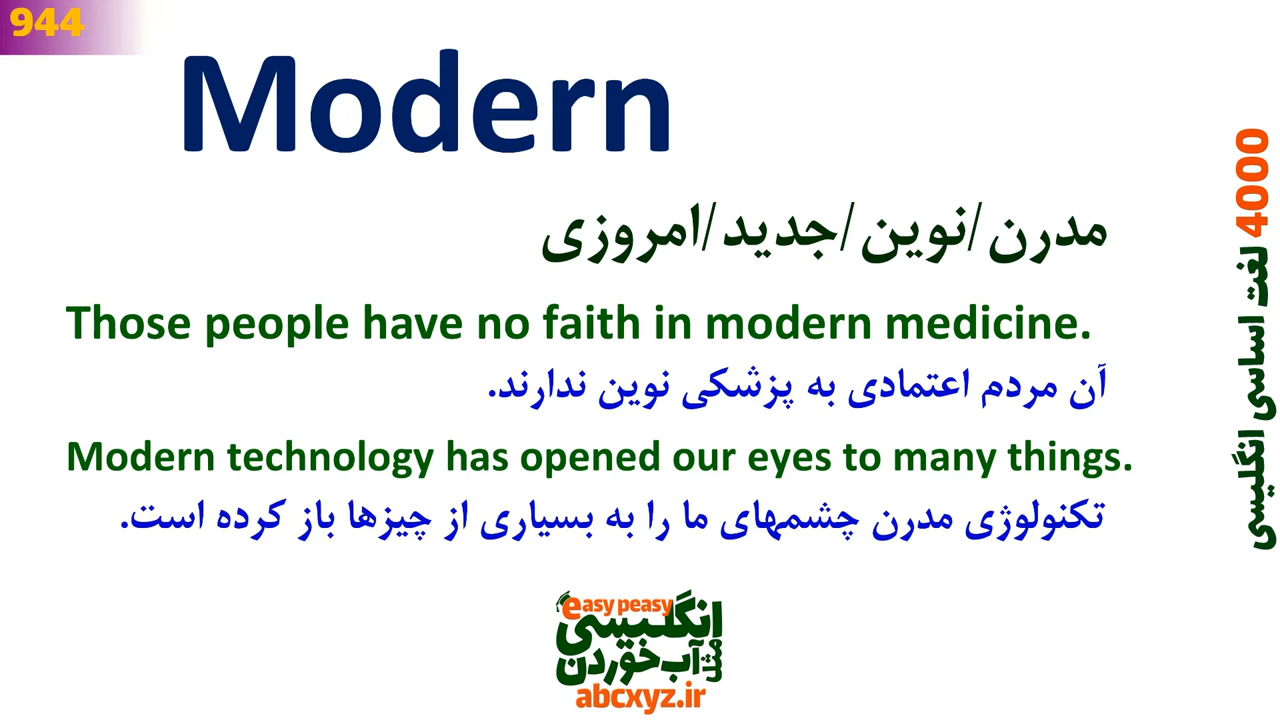 944
Modern
مدرن/نوین/جدید/امروزی
Those people have no faith in modern medicine.
آن مردم اعتمادی به پزشکی نوین ندارند.
Modern technology has opened our eyes to many things.
تکنولوژی مدرن چشمهای ما را به بسیاری از چیزها باز کرده است.
4000 لغت اساسی انگلیسی
easy peasy
انگلیسی
مثل آب خوردن
abcxyz.ir